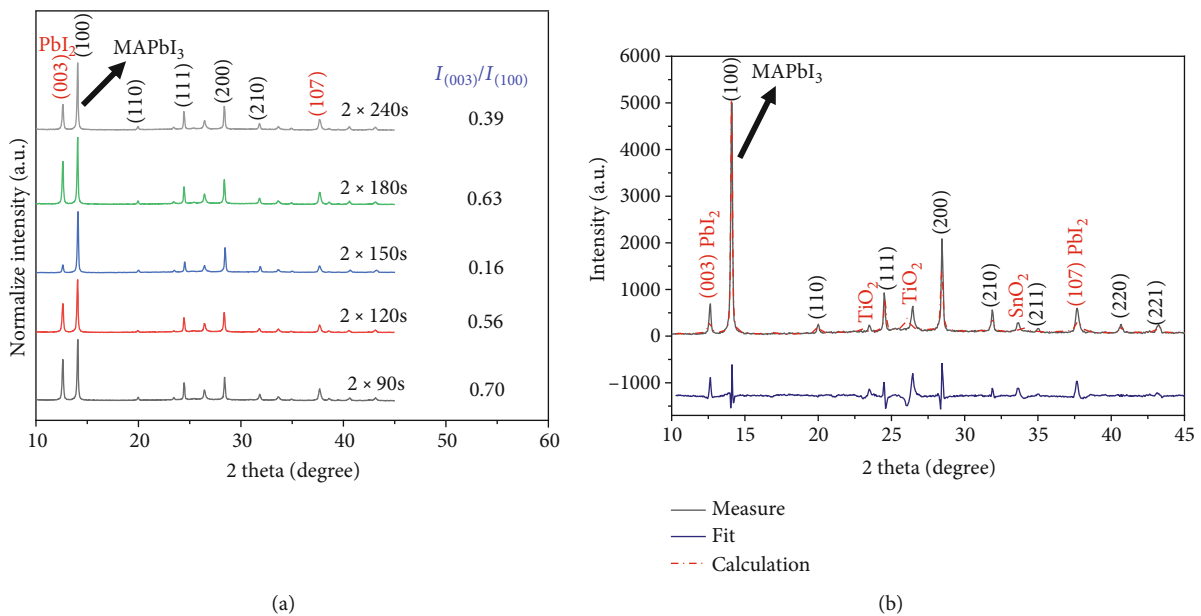 PbI2
(003)
(100)
MAPbI3
(110)
(111)
(200)
(210)
(107)
I(003)/I(100)
2 × 240s
0.39
2 × 180s
0.63
2 × 150s
0.16
2 × 120s
0.56
2 × 90s
0.70
Normalize intensity (a.u.)
10 20 30 40 50 60
2 theta (degree)
(a)
6000
5000
4000
3000
2000
1000
0
−1000
Intensity (a.u.)
(003) PbI2
(100)
MAPbI3
(110)
TiO2
(111)
TiO2
(200)
(210)
SnO2
(211)
(107) PbI2
(220)
(221)
10 15 20 25 30 35 40 45
2 theta (degree)
Measure
Fit
Calculation
(b)